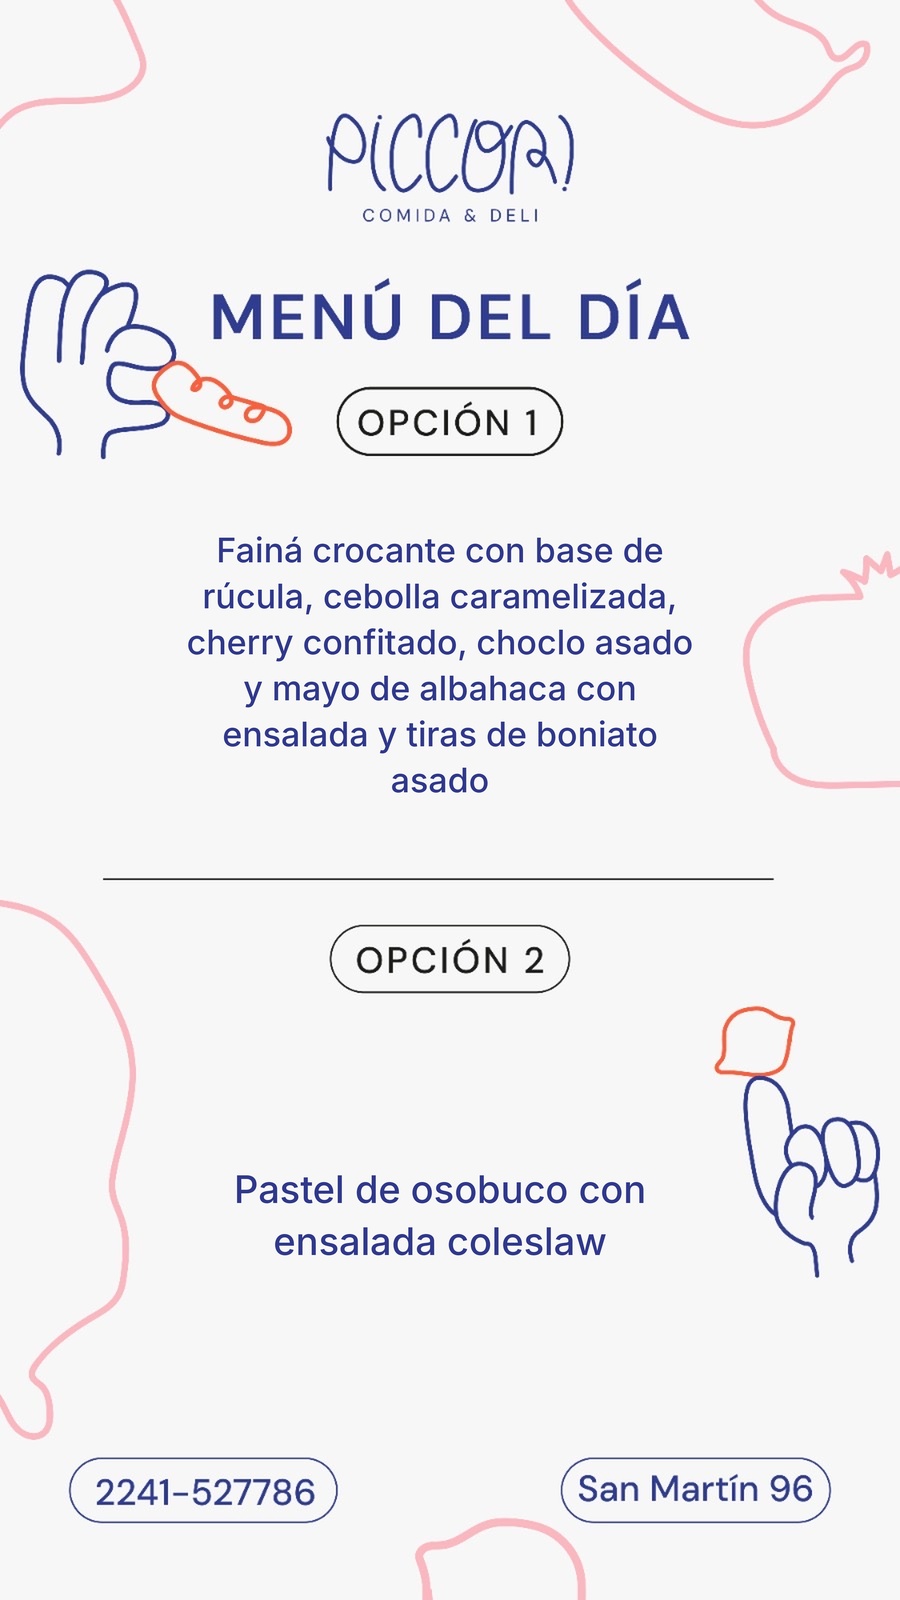 PICCOR!
COMIDA & DELI
MENÚ DEL DÍA
OPCIÓN 1
Fainá crocante con base de
rúcula, cebolla caramelizada,
cherry confitado, choclo asado
y mayo de albahaca con
ensalada y tiras de boniato
asado
OPCIÓN 2
Pastel de osobuco con
ensalada coleslaw
2241-527786
San Martín 96